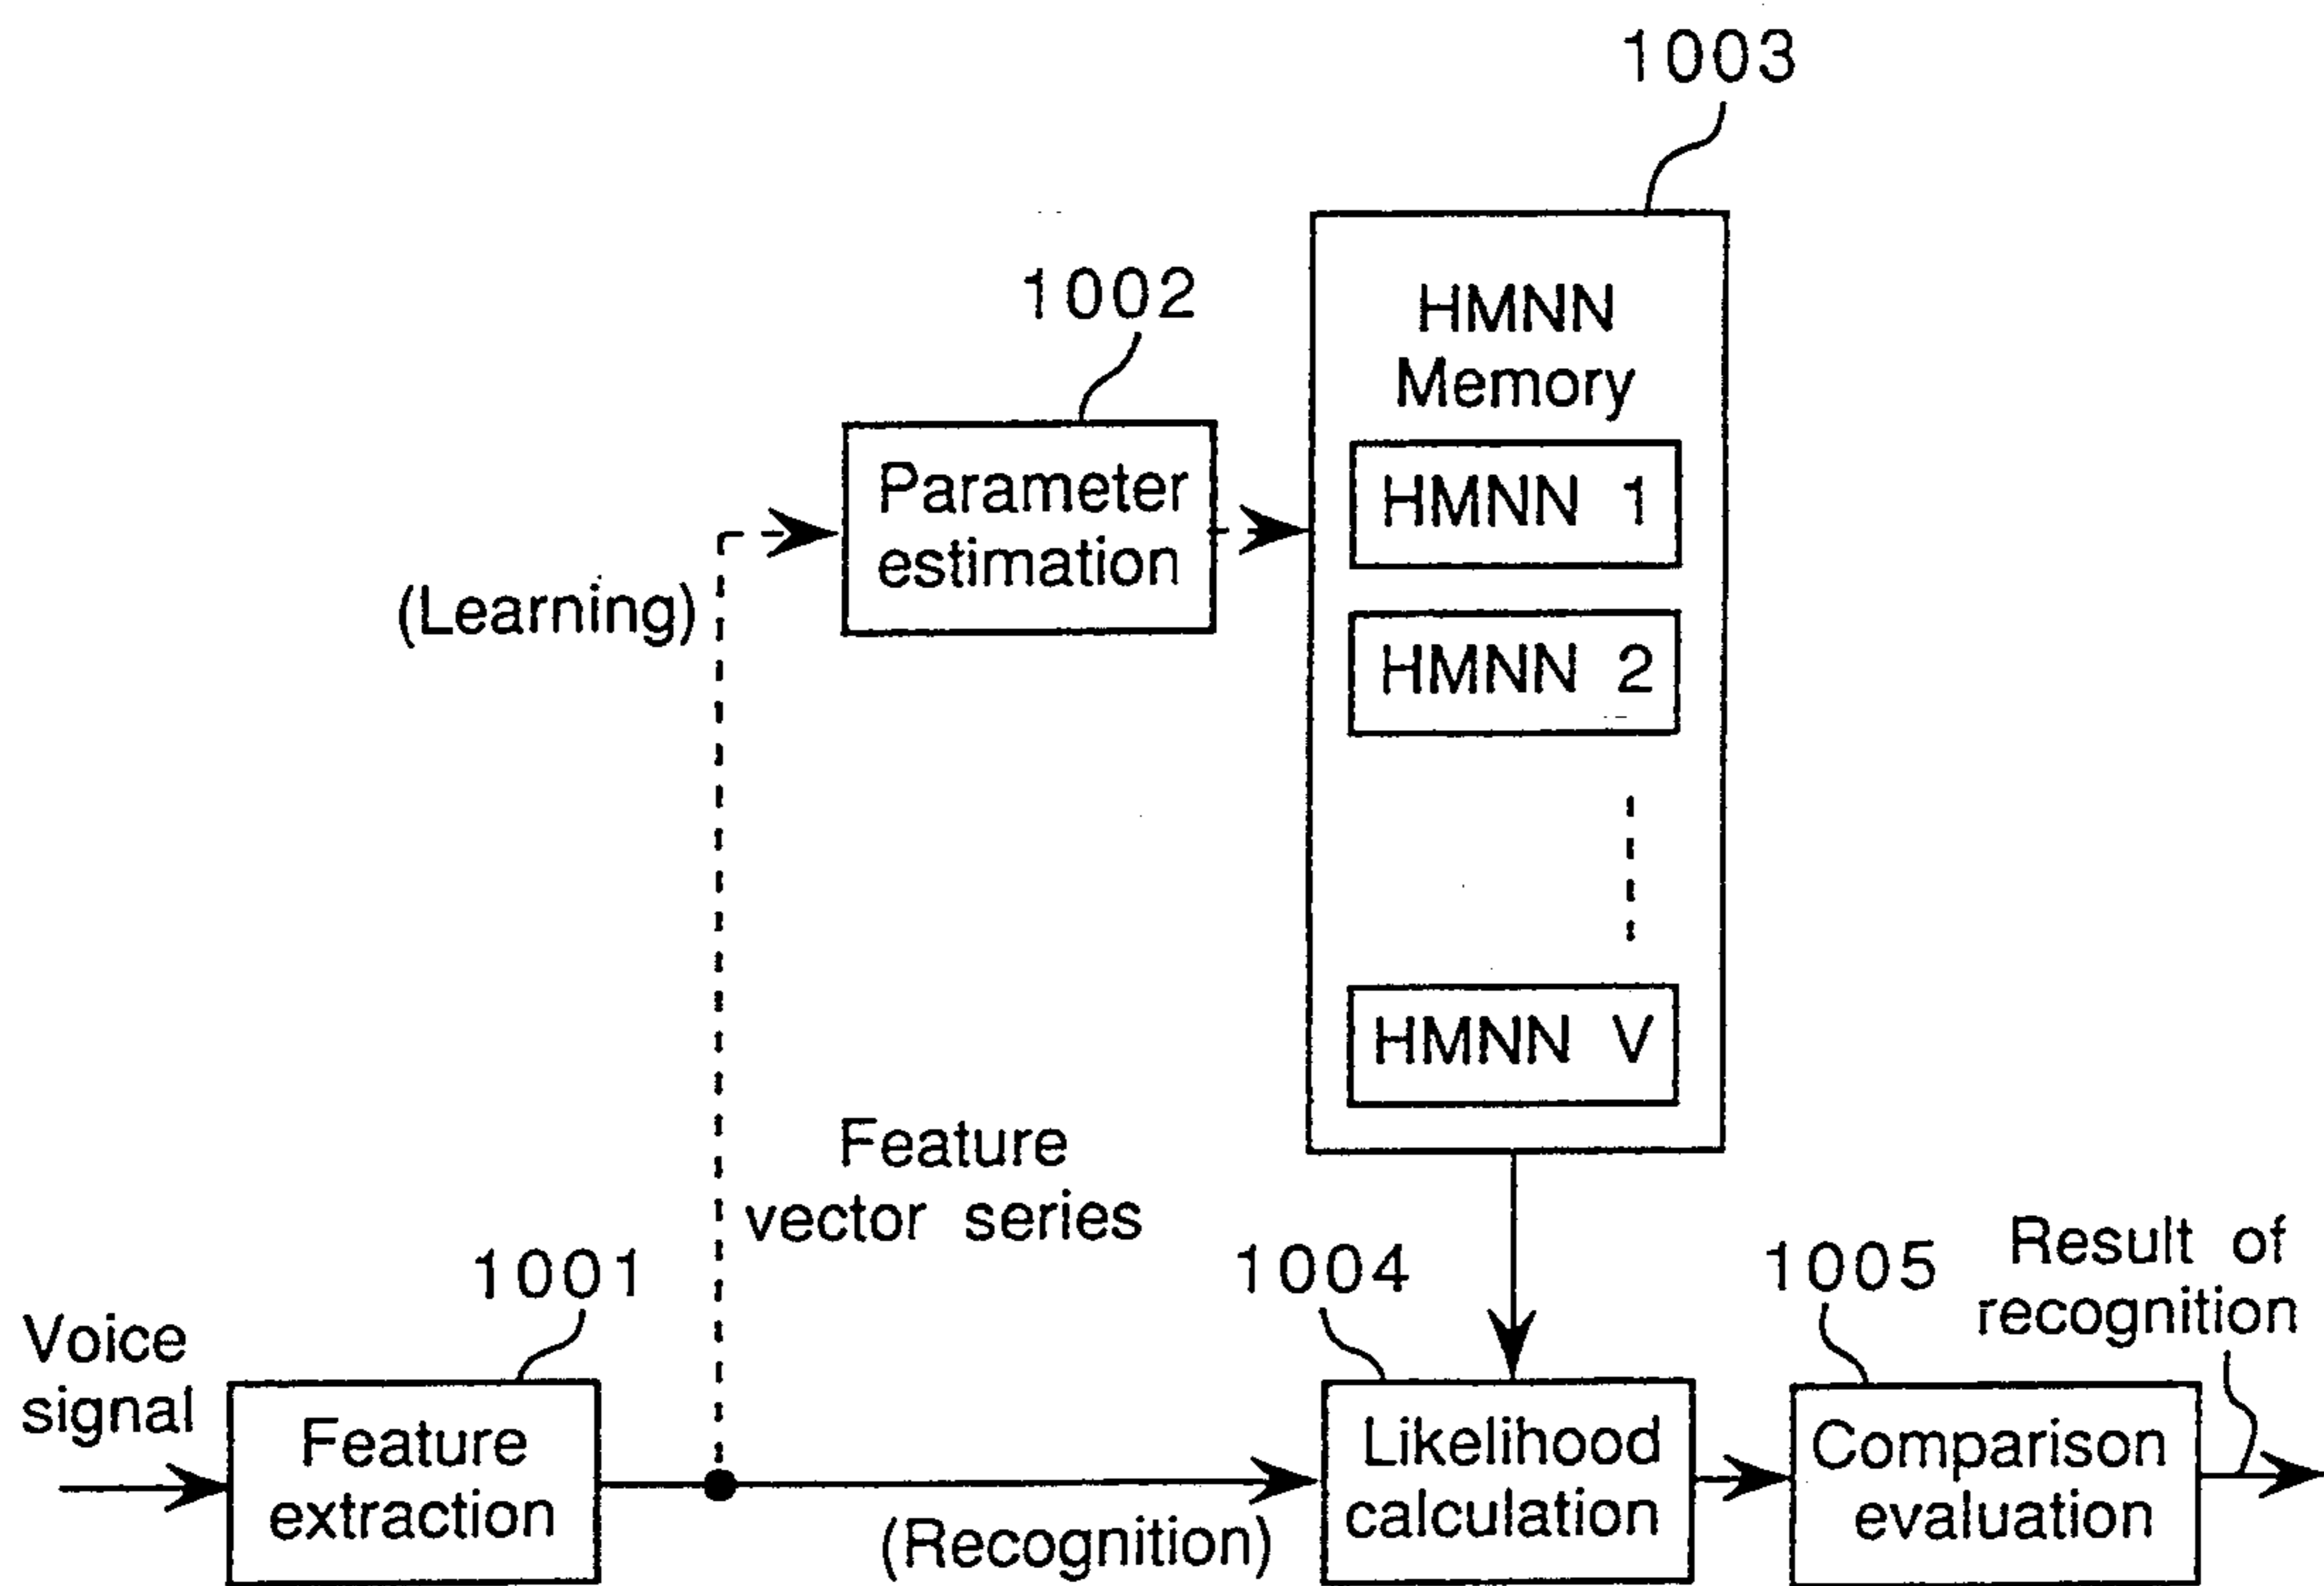 1003
1002
HMNN
Memory
Parameter
estimation
HMNN 1
(Learning)
HMNN 2
HMNN V
Feature
vector series
1001
1004
1005
Result of
recognition
Voice
signal
Feature
extraction
(Recognition)
Likelihood
calculation
Comparison
evaluation